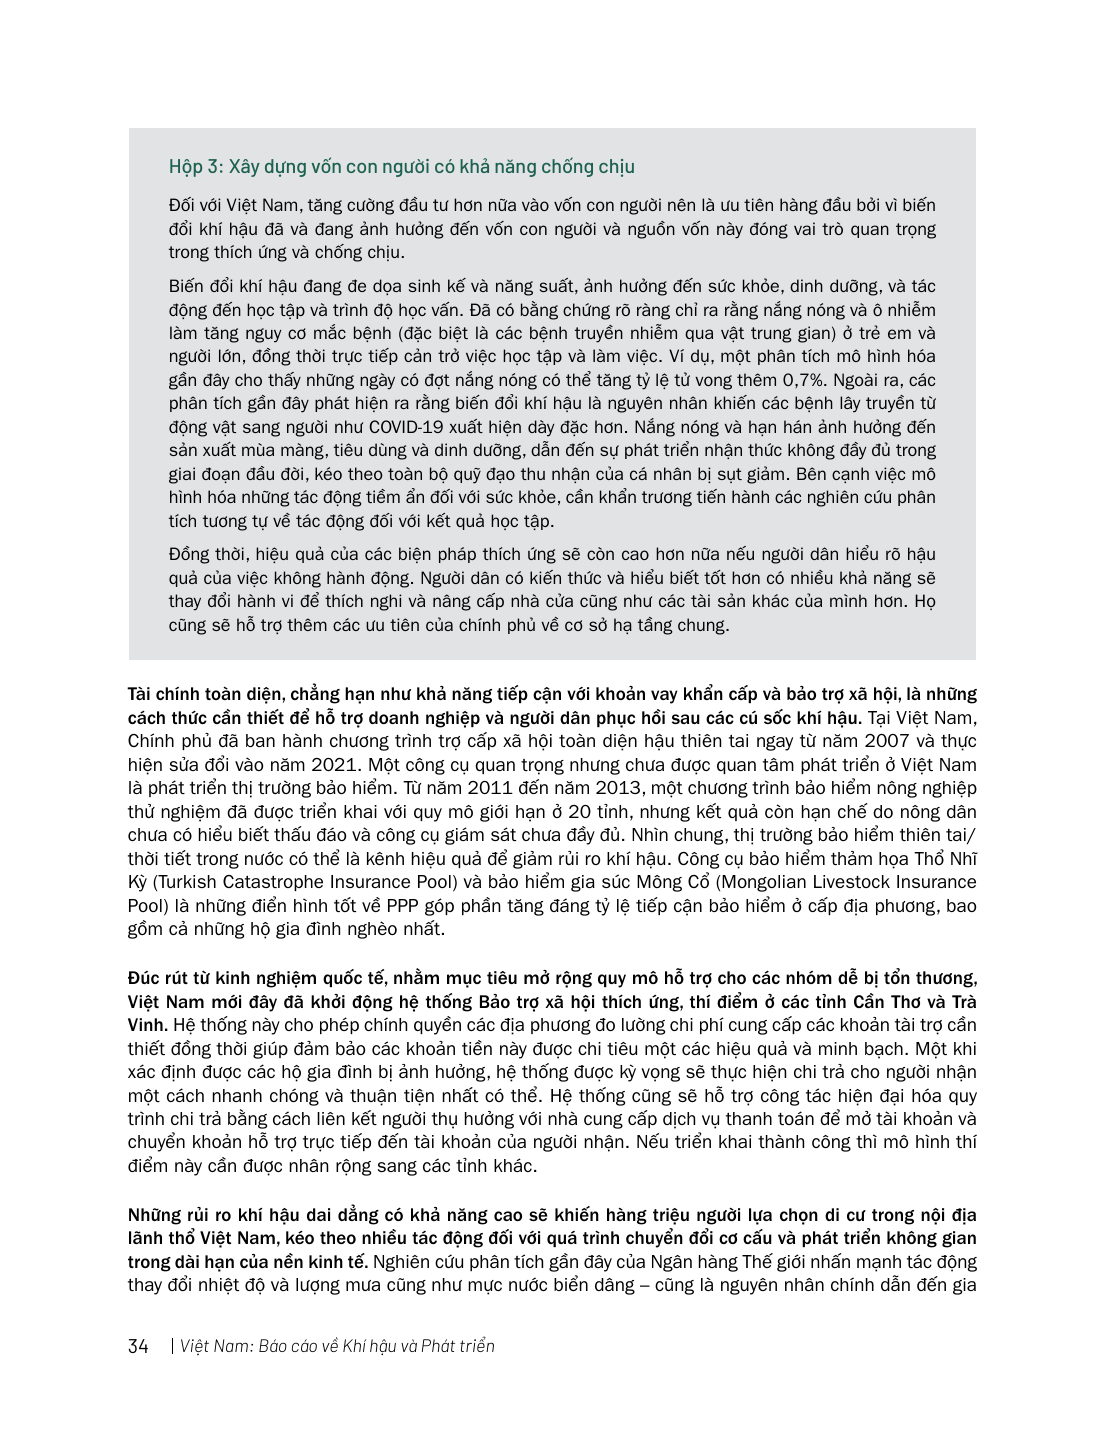 Hộp 3: Xây dựng vốn con người có khả năng chống chịu
Đối với Việt Nam, tăng cường đầu tư hơn nữa vào vốn con người nên là ưu tiên hàng đầu bởi vì biến
đổi khí hậu đã và đang ảnh hưởng đến vốn con người và nguồn vốn này đóng vai trò quan trọng
trong thích ứng và chống chịu.
Biến đổi khí hậu đang đe dọa sinh kế và năng suất, ảnh hưởng đến sức khỏe, dinh dưỡng, và tác
động đến học tập và trình độ học vấn. Đã có bằng chứng rõ ràng chỉ ra rằng nắng nóng và ô nhiễm
làm tăng nguy cơ mắc bệnh (đặc biệt là các bệnh truyền nhiễm qua vật trung gian) ở trẻ em và
người lớn, đồng thời trực tiếp cản trở việc học tập và làm việc. Ví dụ, một phân tích mô hình hóa
gần đây cho thấy những ngày có đợt nắng nóng có thể tăng tỷ lệ tử vong thêm 0,7%. Ngoài ra, các
phân tích gần đây phát hiện ra rằng biến đổi khí hậu là nguyên nhân khiến các bệnh lây truyền từ
động vật sang người như COVID-19 xuất hiện dày đặc hơn. Nắng nóng và hạn hán ảnh hưởng đến
sản xuất mùa màng, tiêu dùng và dinh dưỡng, dẫn đến sự phát triển nhận thức không đầy đủ trong
giai đoạn đầu đời, kéo theo toàn bộ quỹ đạo thu nhận của cá nhân bị sụt giảm. Bên cạnh việc mô
hình hóa những tác động tiềm ẩn đối với sức khỏe, cần khẩn trương tiến hành các nghiên cứu phân
tích tương tự về tác động đối với kết quả học tập.
Đồng thời, hiệu quả của các biện pháp thích ứng sẽ còn cao hơn nữa nếu người dân hiểu rõ hậu
quả của việc không hành động. Người dân có kiến thức và hiểu biết tốt hơn có nhiều khả năng sẽ
thay đổi hành vi để thích nghi và nâng cấp nhà cửa cũng như các tài sản khác của mình hơn. Họ
cũng sẽ hỗ trợ thêm các ưu tiên của chính phủ về cơ sở hạ tầng chung.
Tài chính toàn diện, chẳng hạn như khả năng tiếp cận với khoản vay khẩn cấp và bảo trợ xã hội, là những
cách thức cần thiết để hỗ trợ doanh nghiệp và người dân phục hồi sau các cú sốc khí hậu. Tại Việt Nam,
Chính phủ đã ban hành chương trình trợ cấp xã hội toàn diện hậu thiên tai ngay từ năm 2007 và thực
hiện sửa đổi vào năm 2021. Một công cụ quan trọng nhưng chưa được quan tâm phát triển ở Việt Nam
là phát triển thị trường bảo hiểm. Từ năm 2011 đến năm 2013, một chương trình bảo hiểm nông nghiệp
thử nghiệm đã được triển khai với quy mô giới hạn ở 20 tỉnh, nhưng kết quả còn hạn chế do nông dân
chưa có hiểu biết thấu đáo và công cụ giám sát chưa đầy đủ. Nhìn chung, thị trường bảo hiểm thiên tai/
thời tiết trong nước có thể là kênh hiệu quả để giảm rủi ro khí hậu. Công cụ bảo hiểm thảm họa Thổ Nhĩ
Kỳ (Turkish Catastrophe Insurance Pool) và bảo hiểm gia súc Mông Cổ (Mongolian Livestock Insurance
Pool) là những điển hình tốt về PPP góp phần tăng đáng tỷ lệ tiếp cận bảo hiểm ở cấp địa phương, bao
gồm cả những hộ gia đình nghèo nhất.
Đúc rút từ kinh nghiệm quốc tế, nhằm mục tiêu mở rộng quy mô hỗ trợ cho các nhóm dễ bị tổn thương,
Việt Nam mới đây đã khởi động hệ thống Bảo trợ xã hội thích ứng, thí điểm ở các tỉnh Cần Thơ và Trà
Vinh. Hệ thống này cho phép chính quyền các địa phương đo lường chi phí cung cấp các khoản tài trợ cần
thiết đồng thời giúp đảm bảo các khoản tiền này được chi tiêu một các hiệu quả và minh bạch. Một khi
xác định được các hộ gia đình bị ảnh hưởng, hệ thống được kỳ vọng sẽ thực hiện chi trả cho người nhận
một cách nhanh chóng và thuận tiện nhất có thể. Hệ thống cũng sẽ hỗ trợ công tác hiện đại hóa quy
trình chi trả bằng cách liên kết người thụ hưởng với nhà cung cấp dịch vụ thanh toán để mở tài khoản và
chuyển khoản hỗ trợ trực tiếp đến tài khoản của người nhận. Nếu triển khai thành công thì mô hình thí
điểm này cần được nhân rộng sang các tỉnh khác.
Những rủi ro khí hậu dai dẳng có khả năng cao sẽ khiến hàng triệu người lựa chọn di cư trong nội địa
lãnh thổ Việt Nam, kéo theo nhiều tác động đối với quá trình chuyển đổi cơ cấu và phát triển không gian
trong dài hạn của nền kinh tế. Nghiên cứu phân tích gần đây của Ngân hàng Thế giới nhấn mạnh tác động
thay đổi nhiệt độ và lượng mưa cũng như mực nước biển dâng – cũng là nguyên nhân chính dẫn đến gia
34 | Việt Nam: Báo cáo về Khí hậu và Phát triển